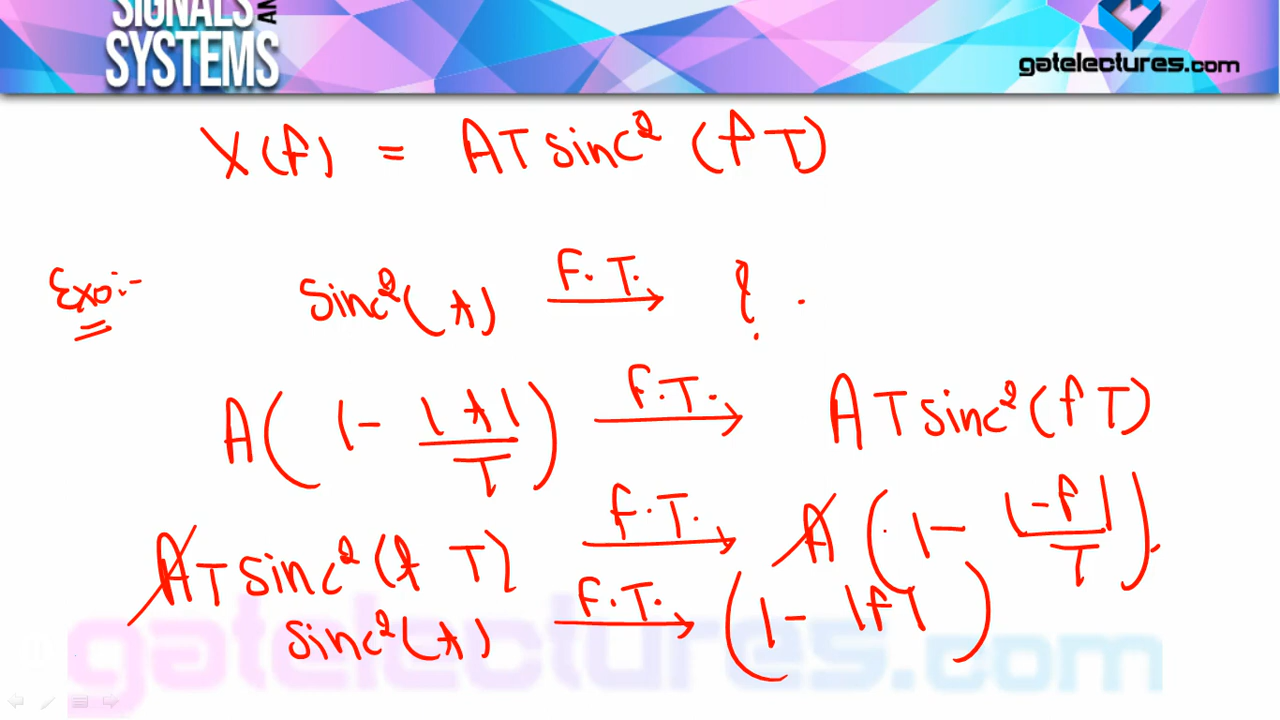 SIGNALS AN
SYSTEMS
gatelectures.com
X(f) = AT sinc²(fT)
Exo:- sinc²(t) F.T. → ? .
A(1 - |t|/T) F.T. → AT sinc²(fT)
AT sinc²(t T) F.T. → A(1 - |-f|/T).
sinc²(t) F.T. → (1 - |f|)
gatelectures.com